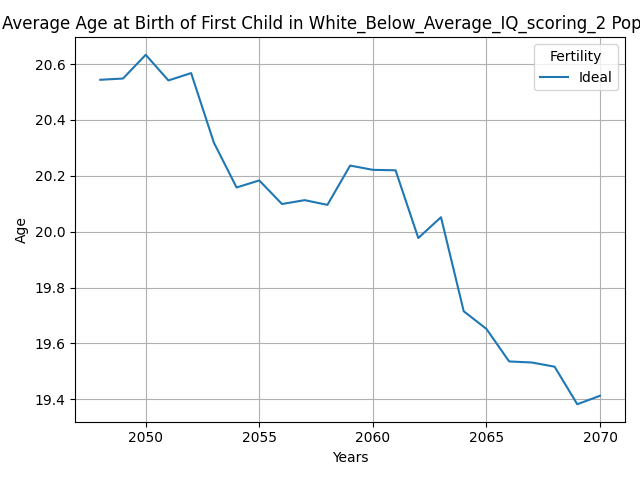 Average Age at Birth of First Child in White_Below_Average_IQ_scoring_2 Pop
Fertility
Ideal
20.6
20.4
20.2
20.0
19.8
19.6
19.4
Age
2050 2055 2060 2065 2070
Years